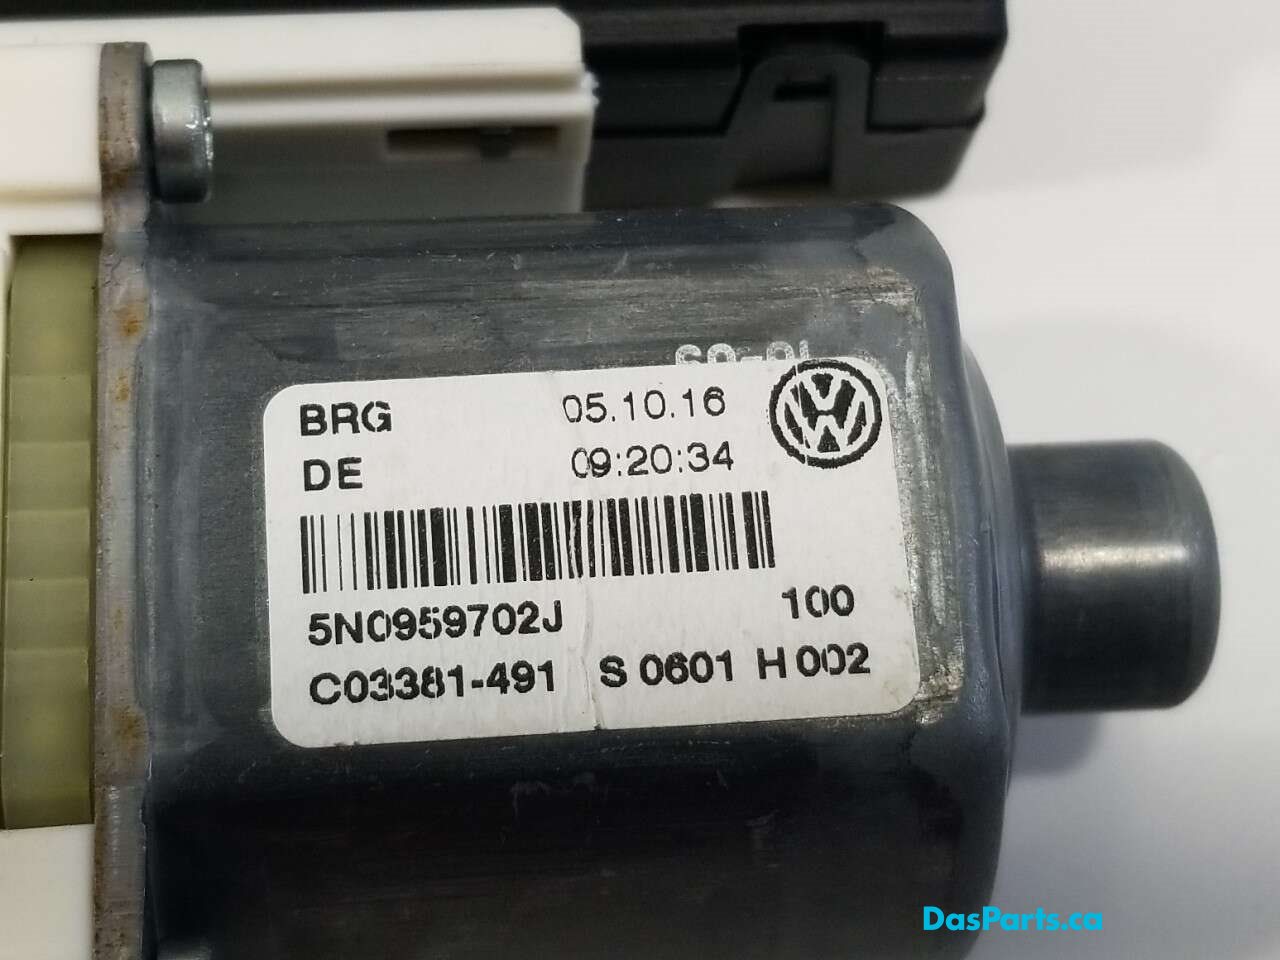 BRG 05.10.16
DE 09:20:34
5N0959702J 100
C03381-491 S 0601 H 002
DasParts.ca